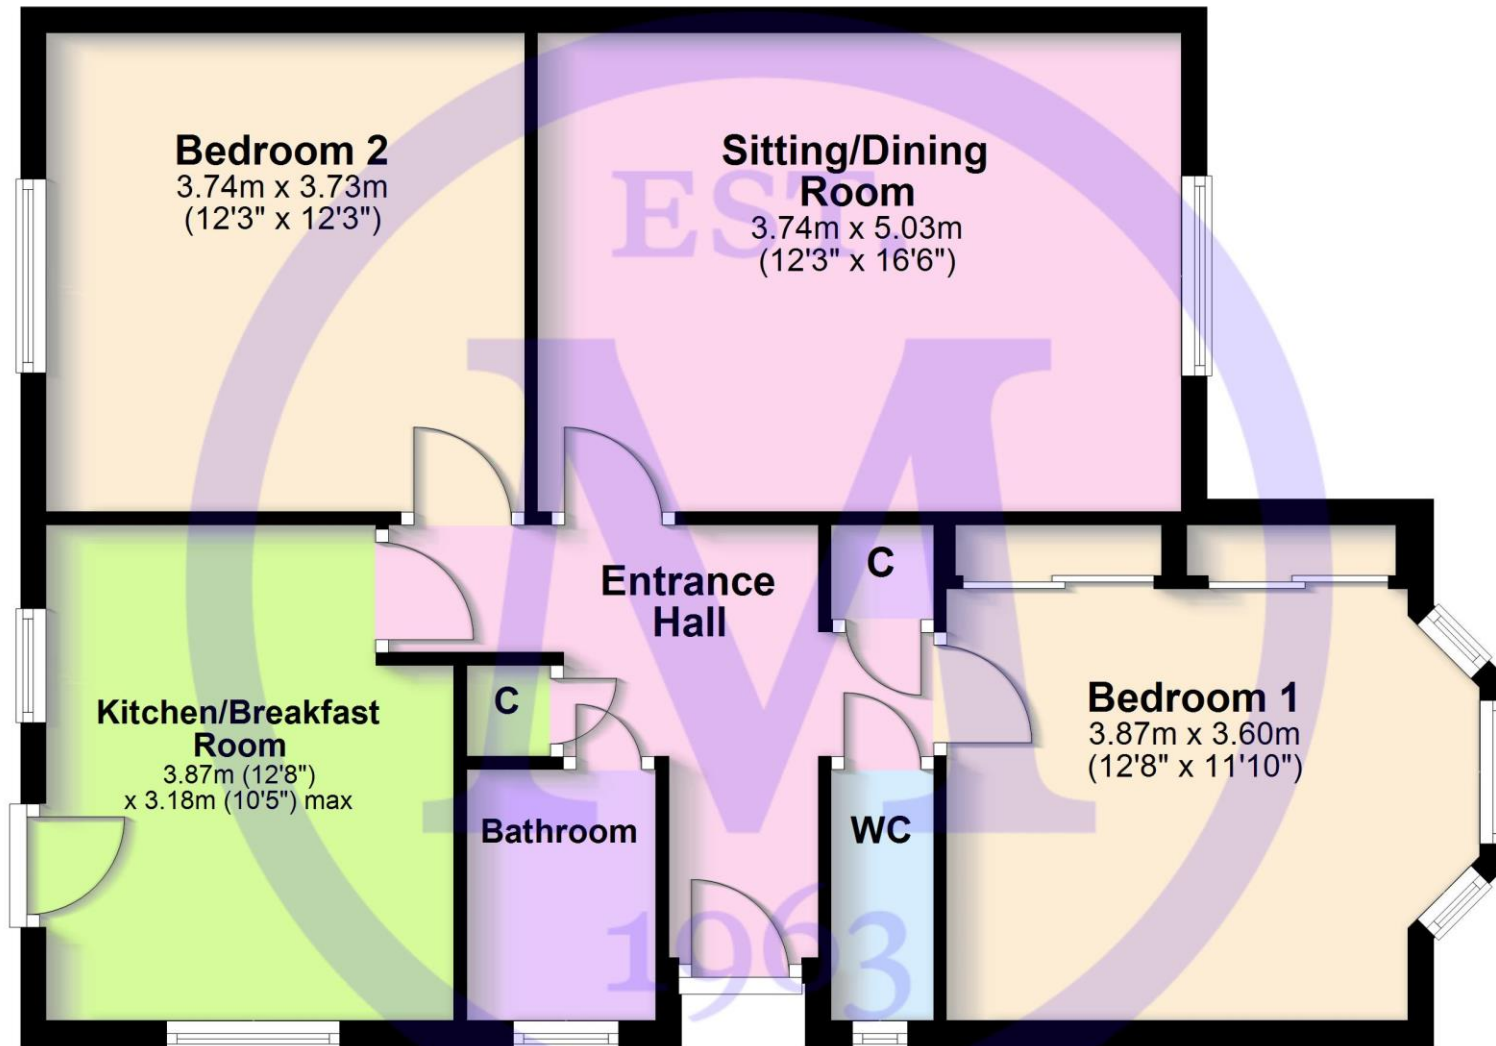 Bedroom 2
3.74m x 3.73m
(12'3" x 12'3")
Sitting/Dining
Room
3.74m x 5.03m
(12'3" x 16'6")
EST.
M
Entrance
Hall
C
C
Kitchen/Breakfast
Room
3.87m (12'8")
x 3.18m (10'5") max
Bathroom
WC
Bedroom 1
3.87m x 3.60m
(12'8" x 11'10")
1963